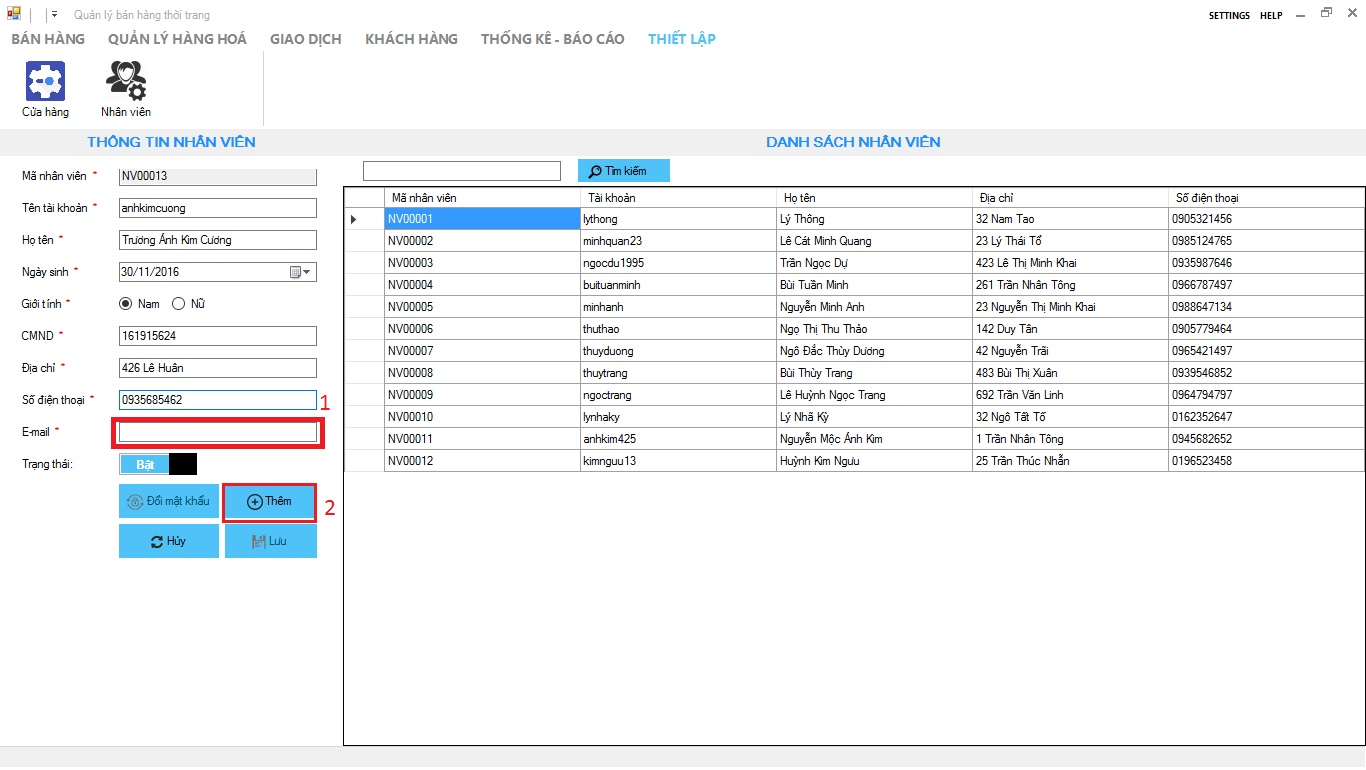 Quản lý bán hàng thời trang
SETTINGS HELP
BÁN HÀNG QUẢN LÝ HÀNG HOÁ GIAO DỊCH KHÁCH HÀNG THỐNG KÊ - BÁO CÁO THIẾT LẬP
Cửa hàng Nhân viên
THÔNG TIN NHÂN VIÊN
DANH SÁCH NHÂN VIÊN
Mã nhân viên * NV00013
Tên tài khoản * anhkimcuong
Họ tên * Trương Ánh Kim Cương
Ngày sinh * 30/11/2016
Giới tính * Nam Nữ
CMND * 161915624
Địa chỉ * 426 Lê Huân
Số điện thoại * 0935685462
1
E-mail *
Trạng thái: Bật
Đổi mật khẩu Thêm
2
Hủy Lưu
Tìm kiếm
Mã nhân viên Tài khoản Họ tên Địa chỉ Số điện thoại
NV00001 lythong Lý Thông 32 Nam Tao 0905321456
NV00002 minhquan23 Lê Cát Minh Quang 23 Lý Thái Tổ 0985124765
NV00003 ngocdu1995 Trần Ngọc Dự 423 Lê Thị Minh Khai 0935987646
NV00004 buituanminh Bùi Tuấn Minh 261 Trần Nhân Tông 0966787497
NV00005 minhanh Nguyễn Minh Anh 23 Nguyễn Thị Minh Khai 0988647134
NV00006 thuthao Ngọ Thị Thu Thảo 142 Duy Tân 0905779464
NV00007 thuyduong Ngô Đắc Thùy Dương 42 Nguyễn Trãi 0965421497
NV00008 thuytrang Bùi Thùy Trang 483 Bùi Thị Xuân 0939546852
NV00009 ngoctrang Lê Huỳnh Ngọc Trang 692 Trần Văn Linh 0964794797
NV00010 lynhaky Lý Nhã Kỳ 32 Ngô Tất Tố 0162352647
NV00011 anhkim425 Nguyễn Mộc Ánh Kim 1 Trần Nhân Tông 0945682652
NV00012 kimnguu13 Huỳnh Kim Ngưu 25 Trần Thúc Nhẫn 0196523458